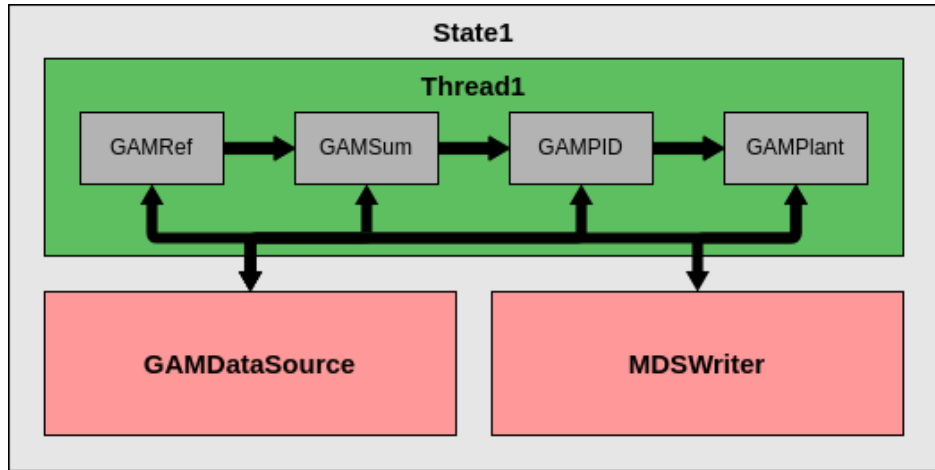 State1
Thread1
GAMRef
GAMSum
GAMPID
GAMPlant
GAMDataSource
MDSWriter